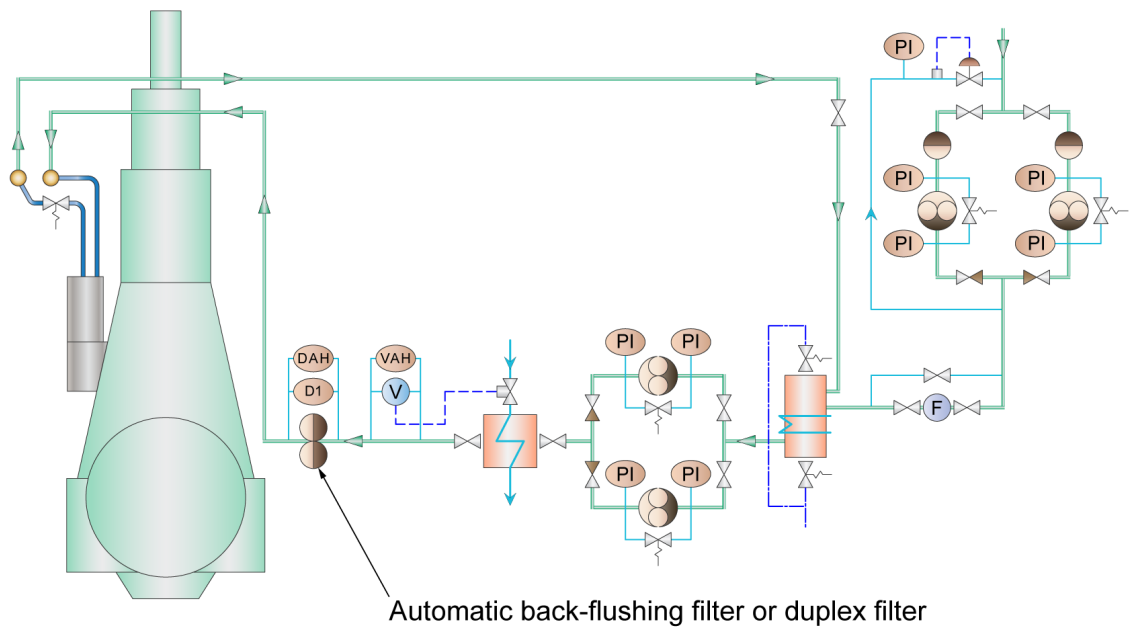 PI
PI
PI
PI
PI
PI
PI
DAH
VAH
D1
V
F
PI
PI
Automatic back-flushing filter or duplex filter